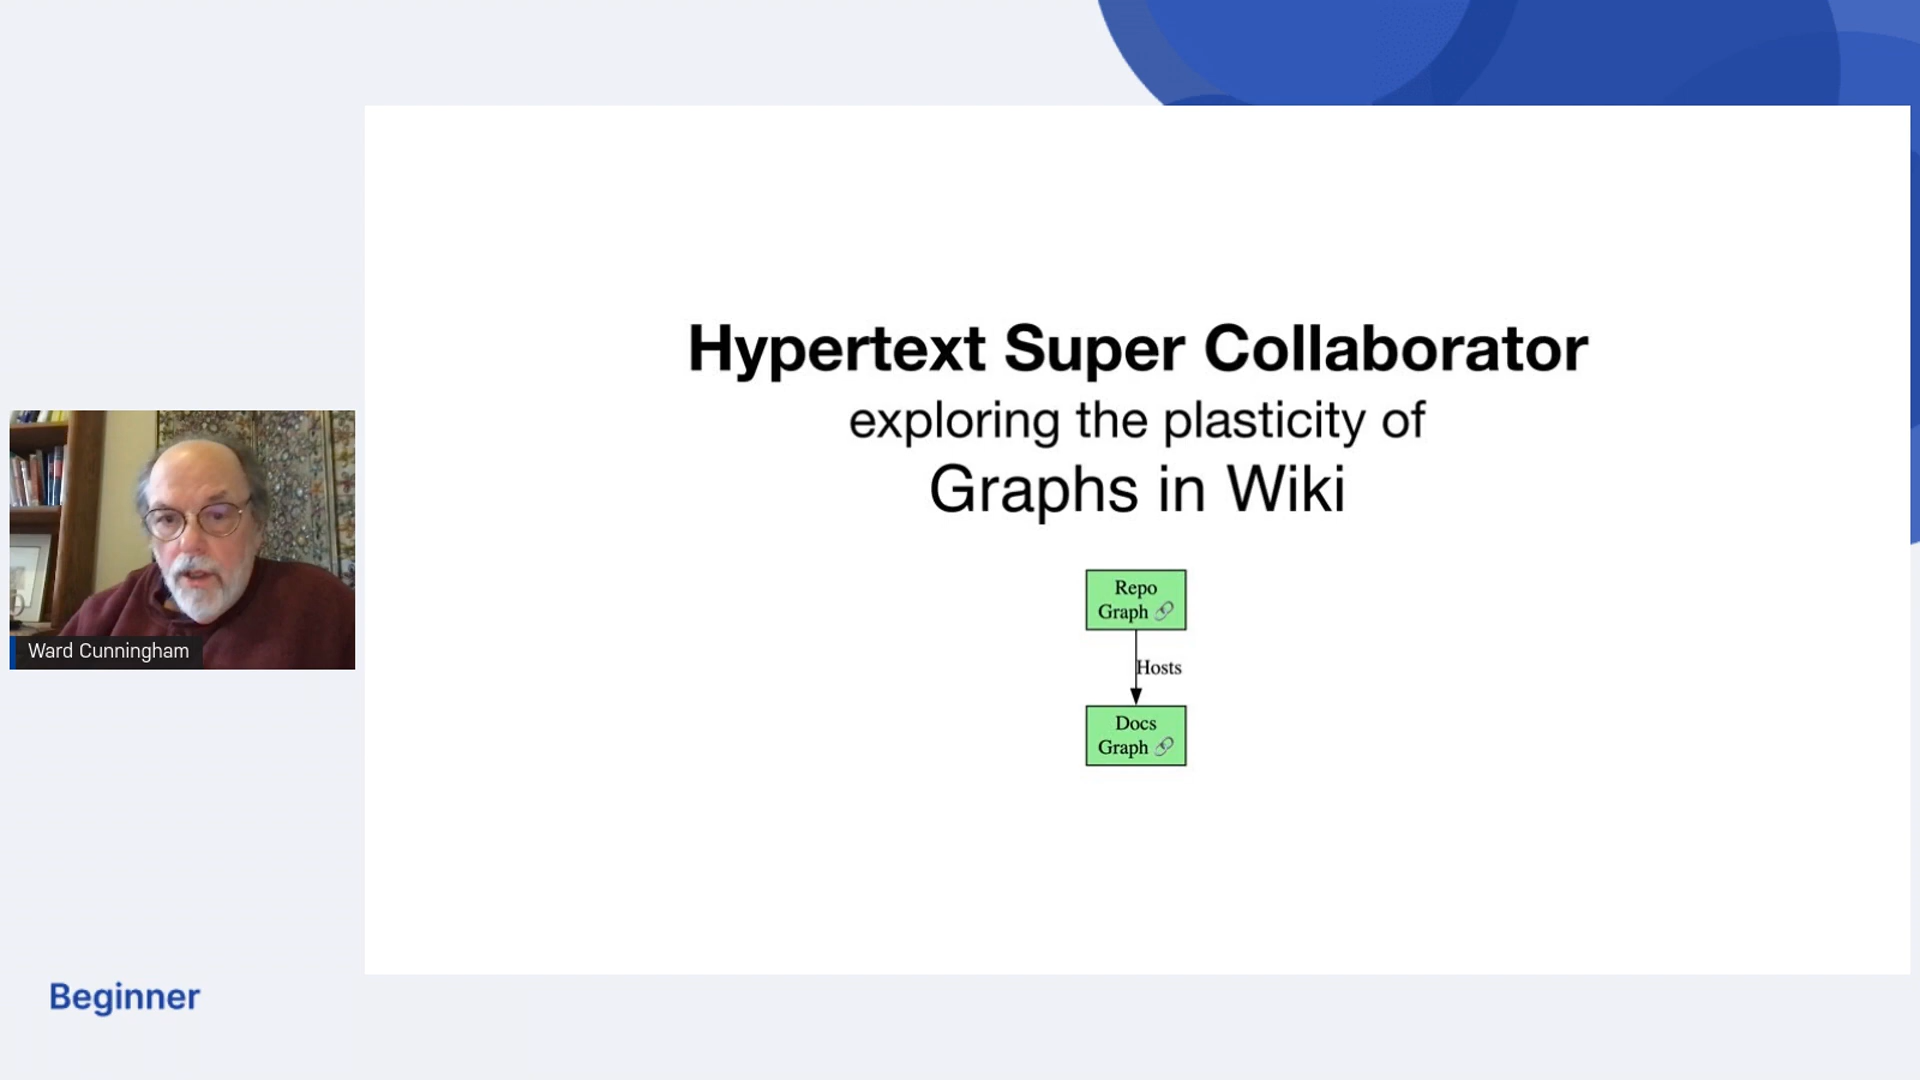 Hypertext Super Collaborator
exploring the plasticity of
Graphs in Wiki
Repo
Graph 🔗
Hosts
Docs
Graph 🔗
Ward Cunningham
Beginner